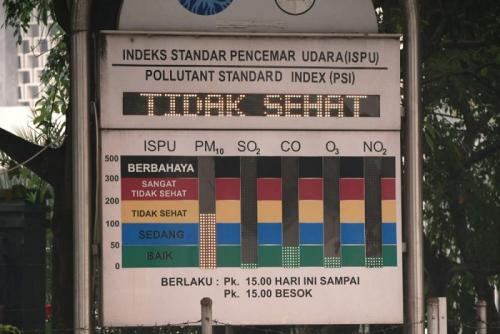 INDEKS STANDAR PENCEMAR UDARA(ISPU)
POLLUTANT STANDARD INDEX (PSI)
TIDAK SEHAT
ISPU PM10 SO2 CO O3 NO2
500
BERBAHAYA
300
SANGAT
TIDAK SEHAT
200
TIDAK SEHAT
100
SEDANG
50
BAIK
0
BERLAKU : Pk. 15.00 HARI INI SAMPAI
Pk. 15.00 BESOK